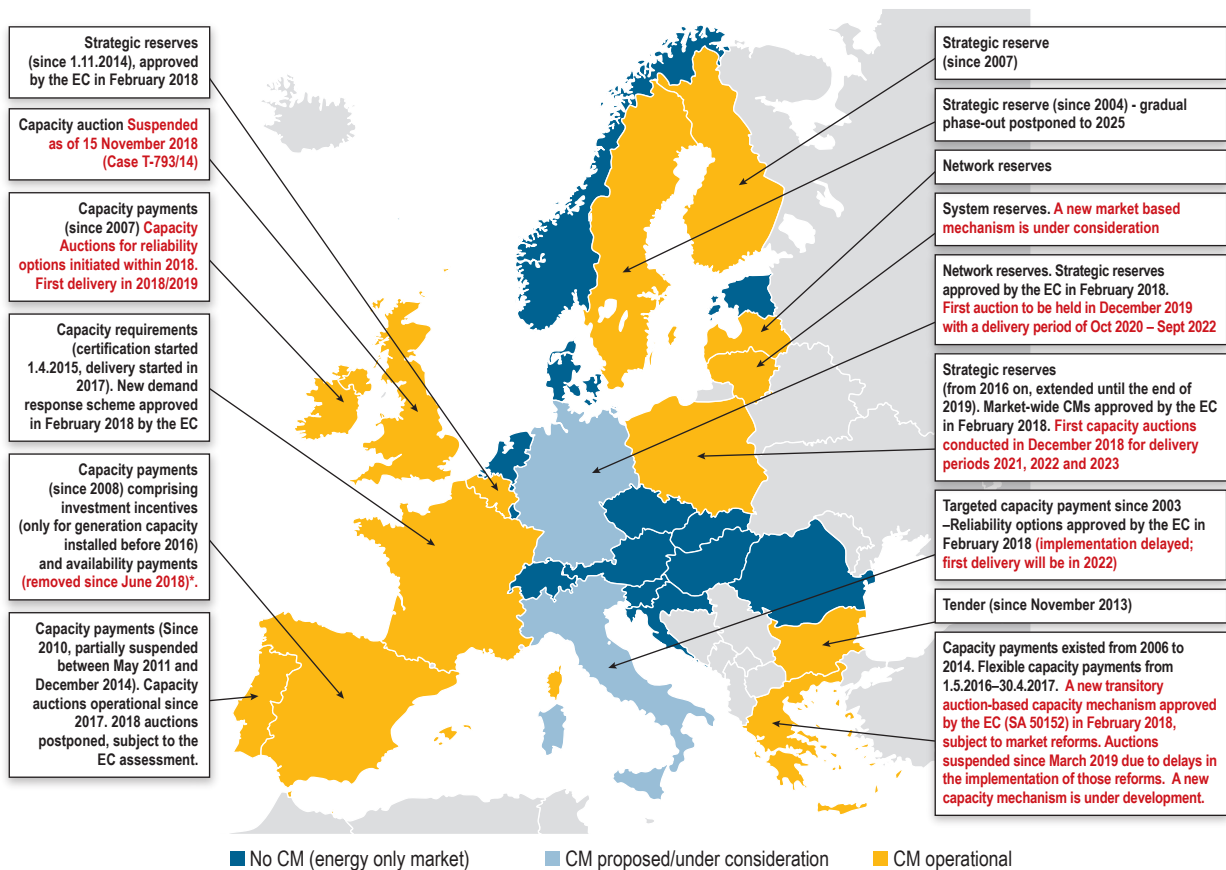 Strategic reserves
(since 1.11.2014), approved
by the EC in February 2018
Capacity auction Suspended
as of 15 November 2018
(Case T-793/14)
Capacity payments
(since 2007) Capacity
Auctions for reliability
options initiated within 2018.
First delivery in 2018/2019
Capacity requirements
(certification started
1.4.2015, delivery started in
2017). New demand
response scheme approved
in February 2018 by the EC
Capacity payments
(since 2008) comprising
investment incentives
(only for generation capacity
installed before 2016)
and availability payments
(removed since June 2018)*.
Capacity payments (Since
2010, partially suspended
between May 2011 and
December 2014). Capacity
auctions operational since
2017. 2018 auctions
postponed, subject to the
EC assessment.
Strategic reserve
(since 2007)
Strategic reserve (since 2004) - gradual
phase-out postponed to 2025
Network reserves
System reserves. A new market based
mechanism is under consideration
Network reserves. Strategic reserves
approved by the EC in February 2018.
First auction to be held in December 2019
with a delivery period of Oct 2020 – Sept 2022
Strategic reserves
(from 2016 on, extended until the end of
2019). Market-wide CMs approved by the EC
in February 2018. First capacity auctions
conducted in December 2018 for delivery
periods 2021, 2022 and 2023
Targeted capacity payment since 2003
–Reliability options approved by the EC in
February 2018 (implementation delayed;
first delivery will be in 2022)
Tender (since November 2013)
Capacity payments existed from 2006 to
2014. Flexible capacity payments from
1.5.2016–30.4.2017. A new transitory
auction-based capacity mechanism approved
by the EC (SA 50152) in February 2018,
subject to market reforms. Auctions
suspended since March 2019 due to delays in
the implementation of those reforms. A new
capacity mechanism is under development.
No CM (energy only market)
CM proposed/under consideration
CM operational